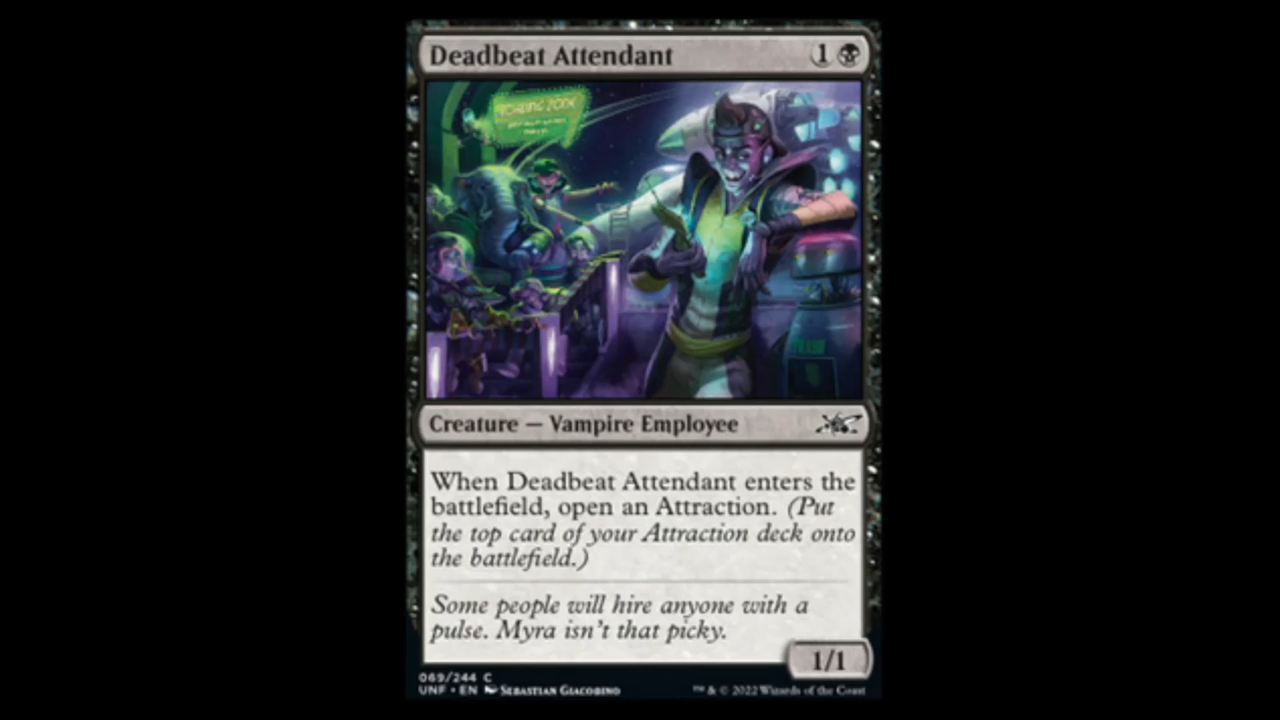 Deadbeat Attendant 1
Creature — Vampire Employee
When Deadbeat Attendant enters the
battlefield, open an Attraction. (Put
the top card of your Attraction deck onto
the battlefield.)
Some people will hire anyone with a
pulse. Myra isn't that picky.
1/1
069/244 C
UNF • EN Sebastian Giacobino
™ & © 2022 Wizards of the Coast